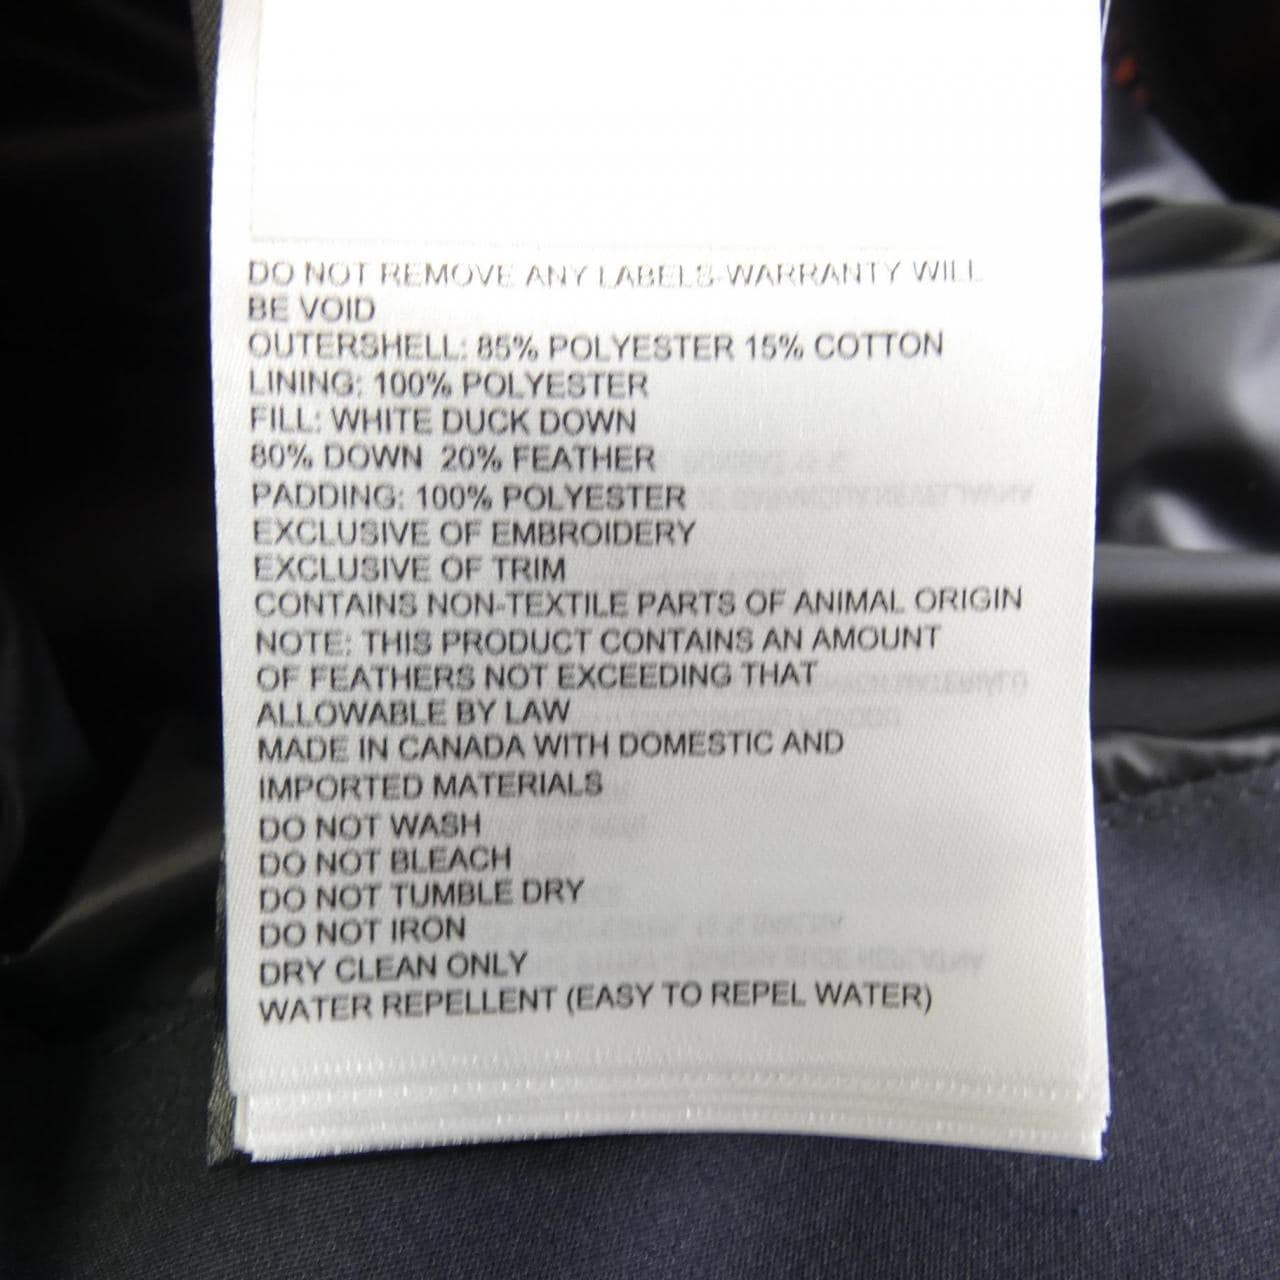 DO NOT REMOVE ANY LABELS-WARRANTY WILL
BE VOID
OUTERSHELL: 85% POLYESTER 15% COTTON
LINING: 100% POLYESTER
FILL: WHITE DUCK DOWN
80% DOWN 20% FEATHER
PADDING: 100% POLYESTER
EXCLUSIVE OF EMBROIDERY
EXCLUSIVE OF TRIM
CONTAINS NON-TEXTILE PARTS OF ANIMAL ORIGIN
NOTE: THIS PRODUCT CONTAINS AN AMOUNT
OF FEATHERS NOT EXCEEDING THAT
ALLOWABLE BY LAW
MADE IN CANADA WITH DOMESTIC AND
IMPORTED MATERIALS
DO NOT WASH
DO NOT BLEACH
DO NOT TUMBLE DRY
DO NOT IRON
DRY CLEAN ONLY
WATER REPELLENT (EASY TO REPEL WATER)